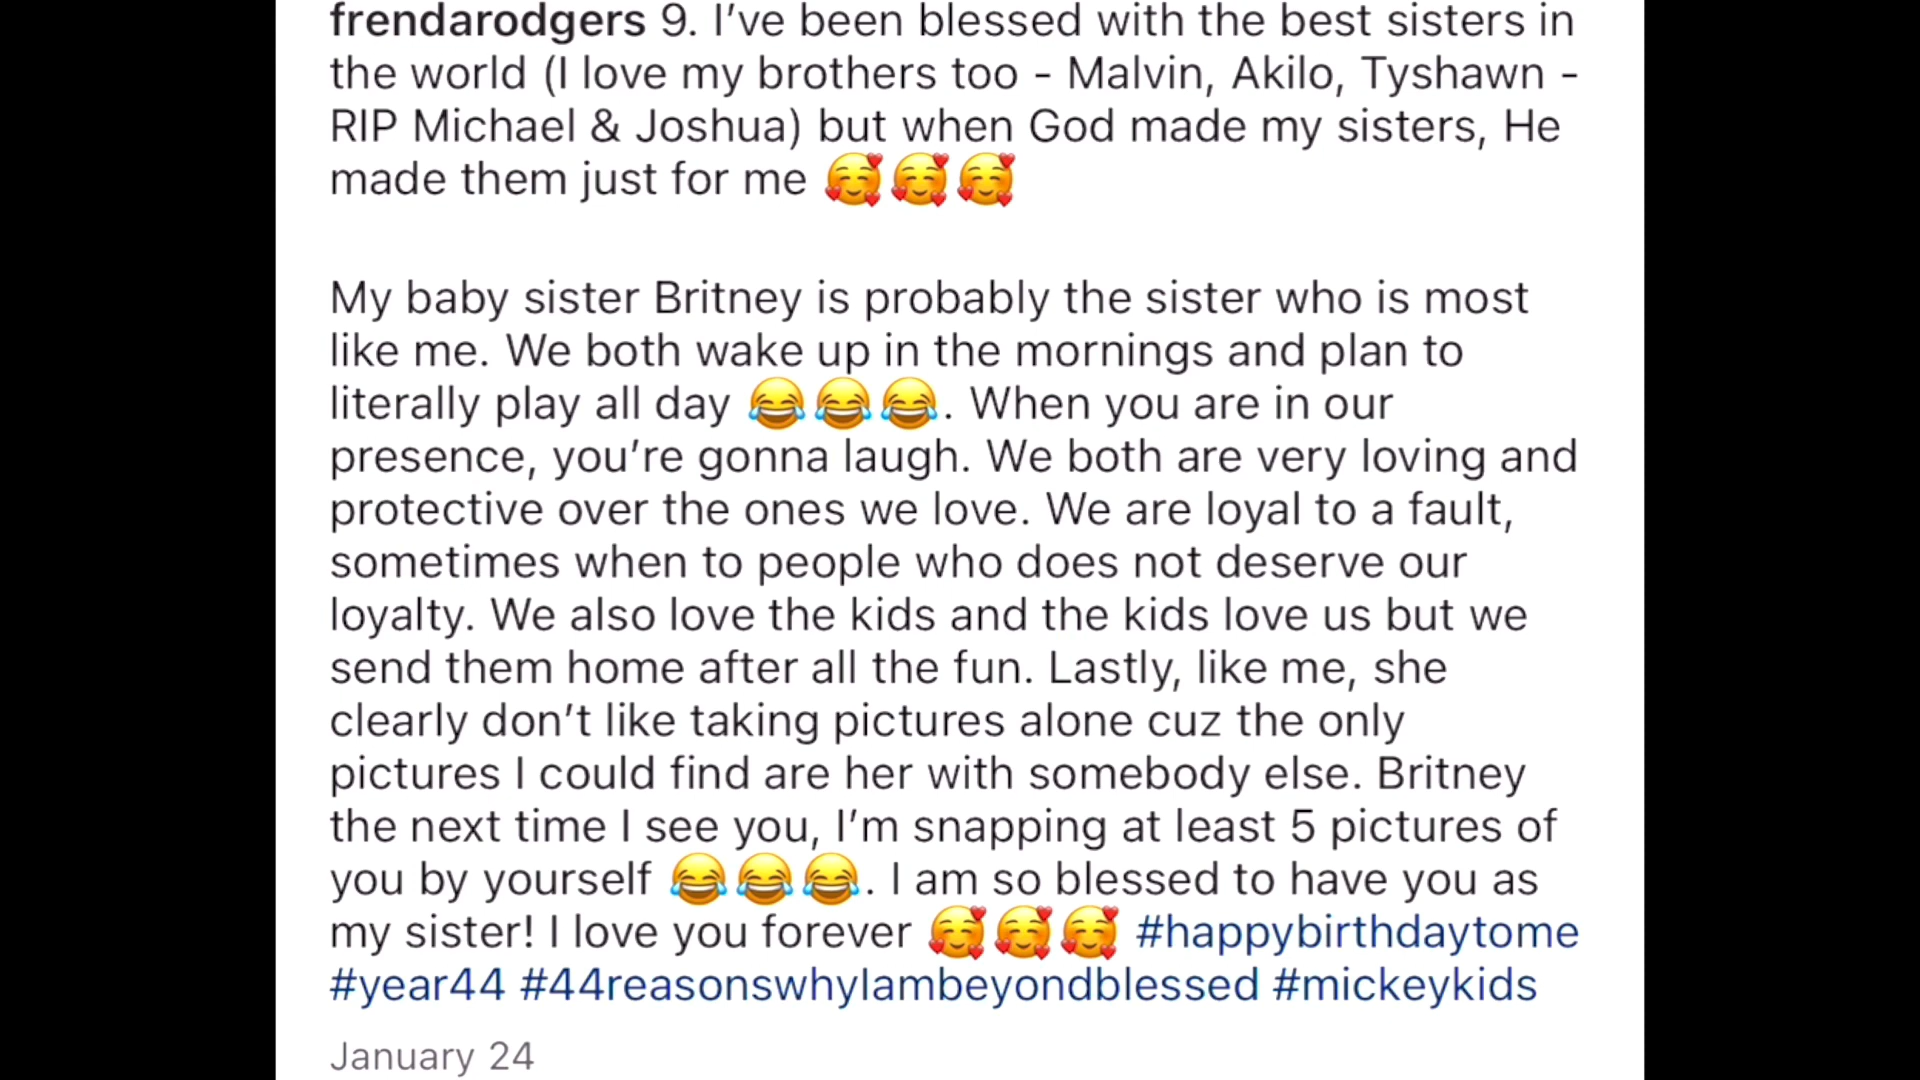 frendarodgers 9. I’ve been blessed with the best sisters in
the world (I love my brothers too - Malvin, Akilo, Tyshawn -
RIP Michael & Joshua) but when God made my sisters, He
made them just for me 🥰🥰🥰
My baby sister Britney is probably the sister who is most
like me. We both wake up in the mornings and plan to
literally play all day 😂😂😂. When you are in our
presence, you’re gonna laugh. We both are very loving and
protective over the ones we love. We are loyal to a fault,
sometimes when to people who does not deserve our
loyalty. We also love the kids and the kids love us but we
send them home after all the fun. Lastly, like me, she
clearly don’t like taking pictures alone cuz the only
pictures I could find are her with somebody else. Britney
the next time I see you, I’m snapping at least 5 pictures of
you by yourself 😂😂😂. I am so blessed to have you as
my sister! I love you forever 🥰🥰🥰 #happybirthdaytome
#year44 #44reasonswhyIambeyondblessed #mickeykids
January 24